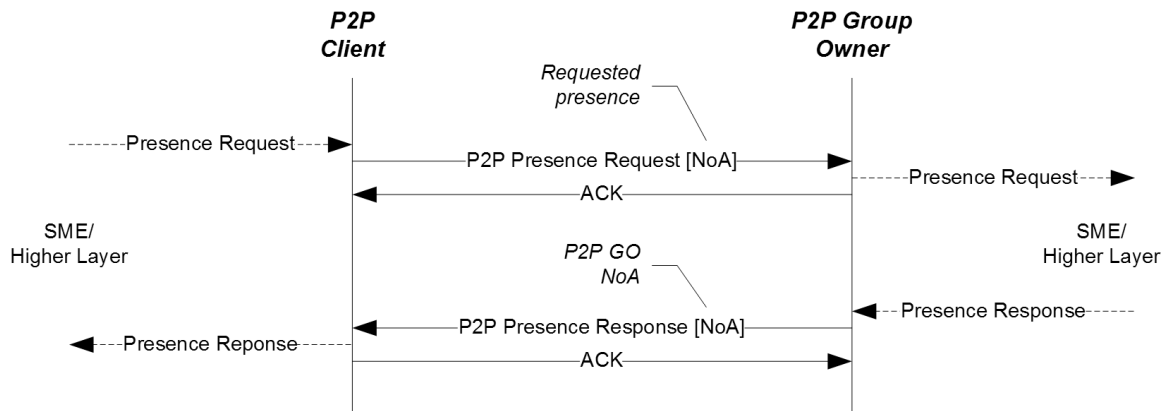 P2P
Client
P2P Group
Owner
Requested
presence
Presence Request
P2P Presence Request [NoA]
Presence Request
ACK
SME/
Higher Layer
SME/
Higher Layer
P2P GO
NoA
Presence Response
P2P Presence Response [NoA]
Presence Reponse
ACK